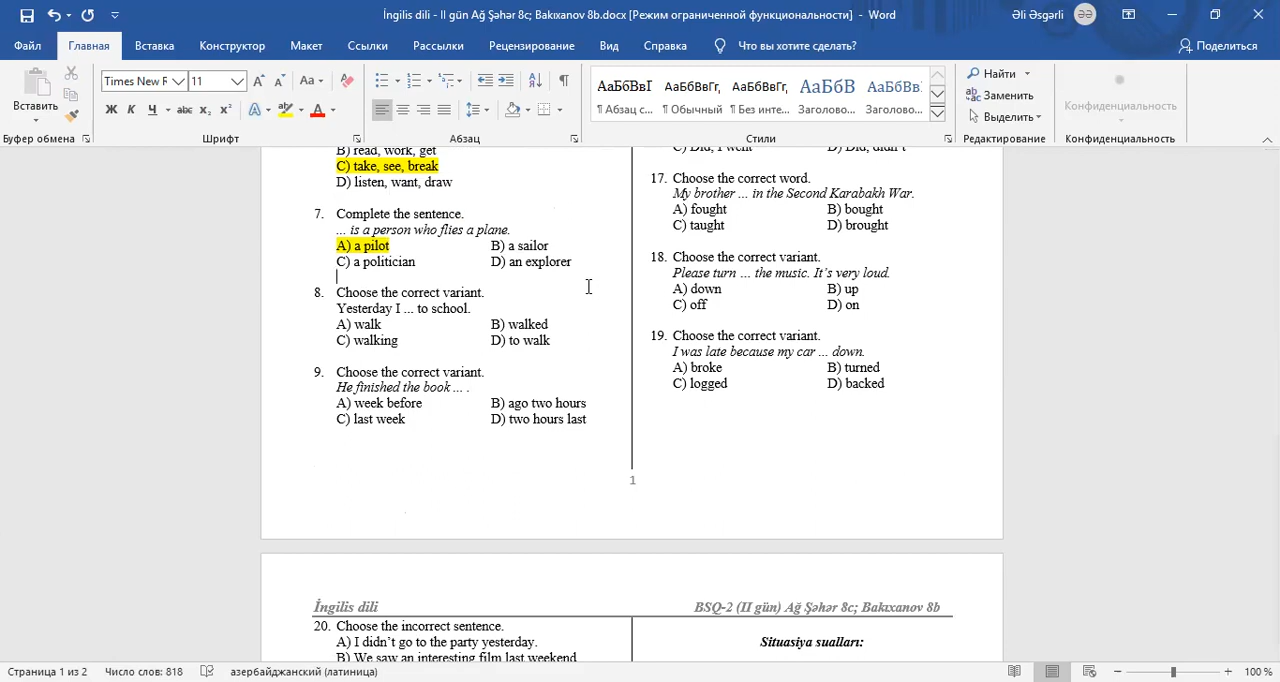 İngilis dili - II gün Ağ Şəhər 8c; Bakıxanov 8b.docx [Режим ограниченной функциональности] - Word
Əli Əsgərli
ƏƏ
Файл Главная Вставка Конструктор Макет Ссылки Рассылки Рецензирование Вид Справка Что вы хотите сделать? Поделиться
Вставить
Times New R 11
Аа
Ж К Ч abc x₂ x²
АаБбВвГ АаБбВвГг, АаБбВвГг, АаБбВ АаБбВв
¶ Абзац с... ¶ Обычный ¶ Без инте... Заголово... Заголово...
Найти
Заменить
Выделить
Конфиденциальность
Буфер обмена Шрифт Абзац Стили Редактирование Конфиденциальность
B) read, work, get
C) take, see, break
D) listen, want, draw
7. Complete the sentence.
... is a person who flies a plane.
A) a pilot B) a sailor
C) a politician D) an explorer
8. Choose the correct variant.
Yesterday I ... to school.
A) walk B) walked
C) walking D) to walk
9. Choose the correct variant.
He finished the book ... .
A) week before B) ago two hours
C) last week D) two hours last
C) Did, I went D) Did, didn't
17. Choose the correct word.
My brother ... in the Second Karabakh War.
A) fought B) bought
C) taught D) brought
18. Choose the correct variant.
Please turn ... the music. It's very loud.
A) down B) up
C) off D) on
19. Choose the correct variant.
I was late because my car ... down.
A) broke B) turned
C) logged D) backed
1
İngilis dili BSQ-2 (II gün) Ağ Şəhər 8c; Bakıxanov 8b
20. Choose the incorrect sentence.
A) I didn't go to the party yesterday.
B) We saw an interesting film last weekend
Situasiya sualları:
Страница 1 из 2 Число слов: 818 азербайджанский (латиница) 100 %